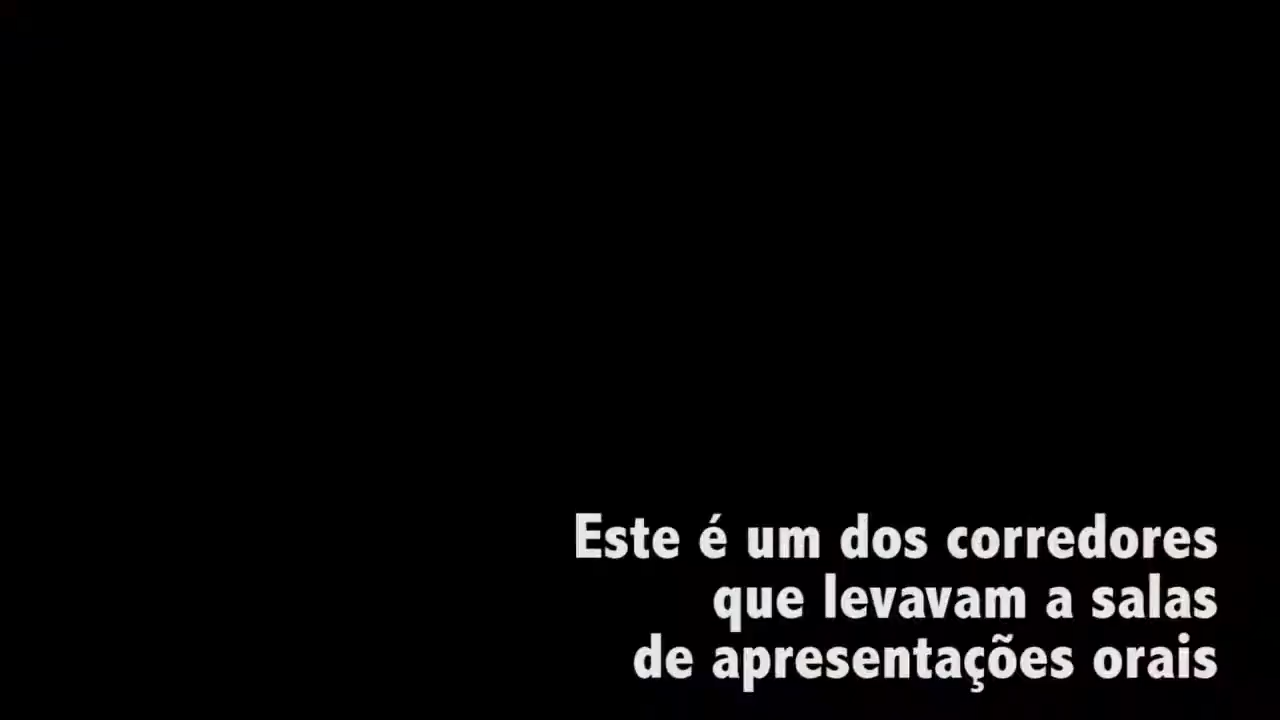 Este é um dos corredores
que levavam a salas
de apresentações orais